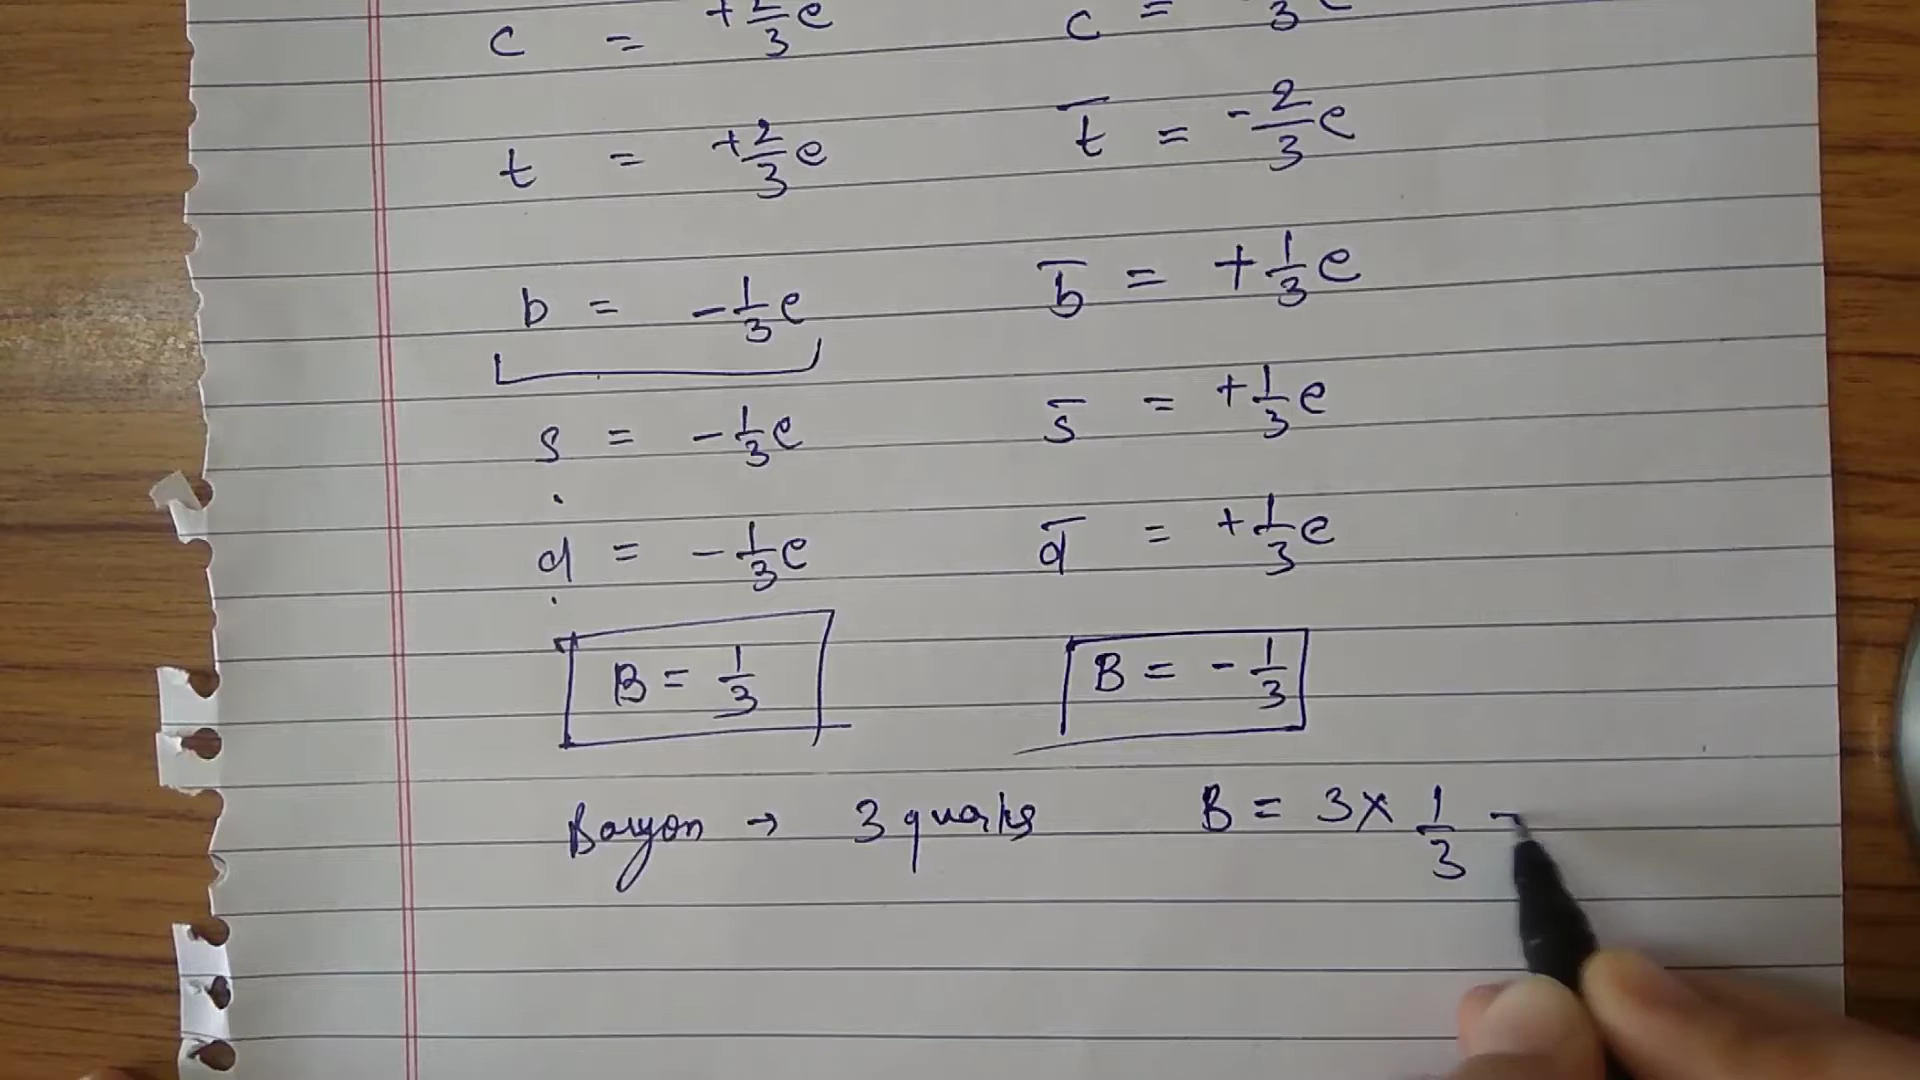 c = +2/3 e c = 3
t = +2/3 e t̄ = -2/3 e
b = -1/3 e b̄ = +1/3 e
s = -1/3 e s̄ = +1/3 e
d = -1/3 e d̄ = +1/3 e
B = 1/3 B = -1/3
Baryon → 3 quarks B = 3 × 1/3 -